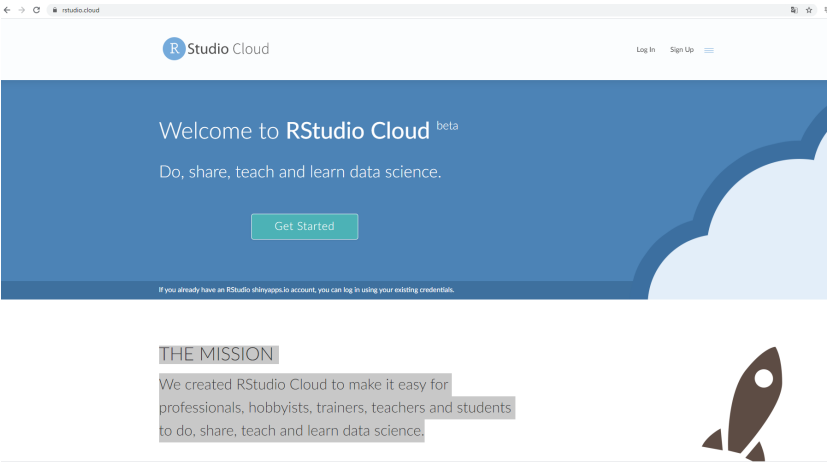 rstudio.cloud
R Studio Cloud
Log In Sign Up
Welcome to RStudio Cloud beta
Do, share, teach and learn data science.
Get Started
If you already have an RStudio shinyapps.io account, you can log in using your existing credentials.
THE MISSION
We created RStudio Cloud to make it easy for
professionals, hobbyists, trainers, teachers and students
to do, share, teach and learn data science.